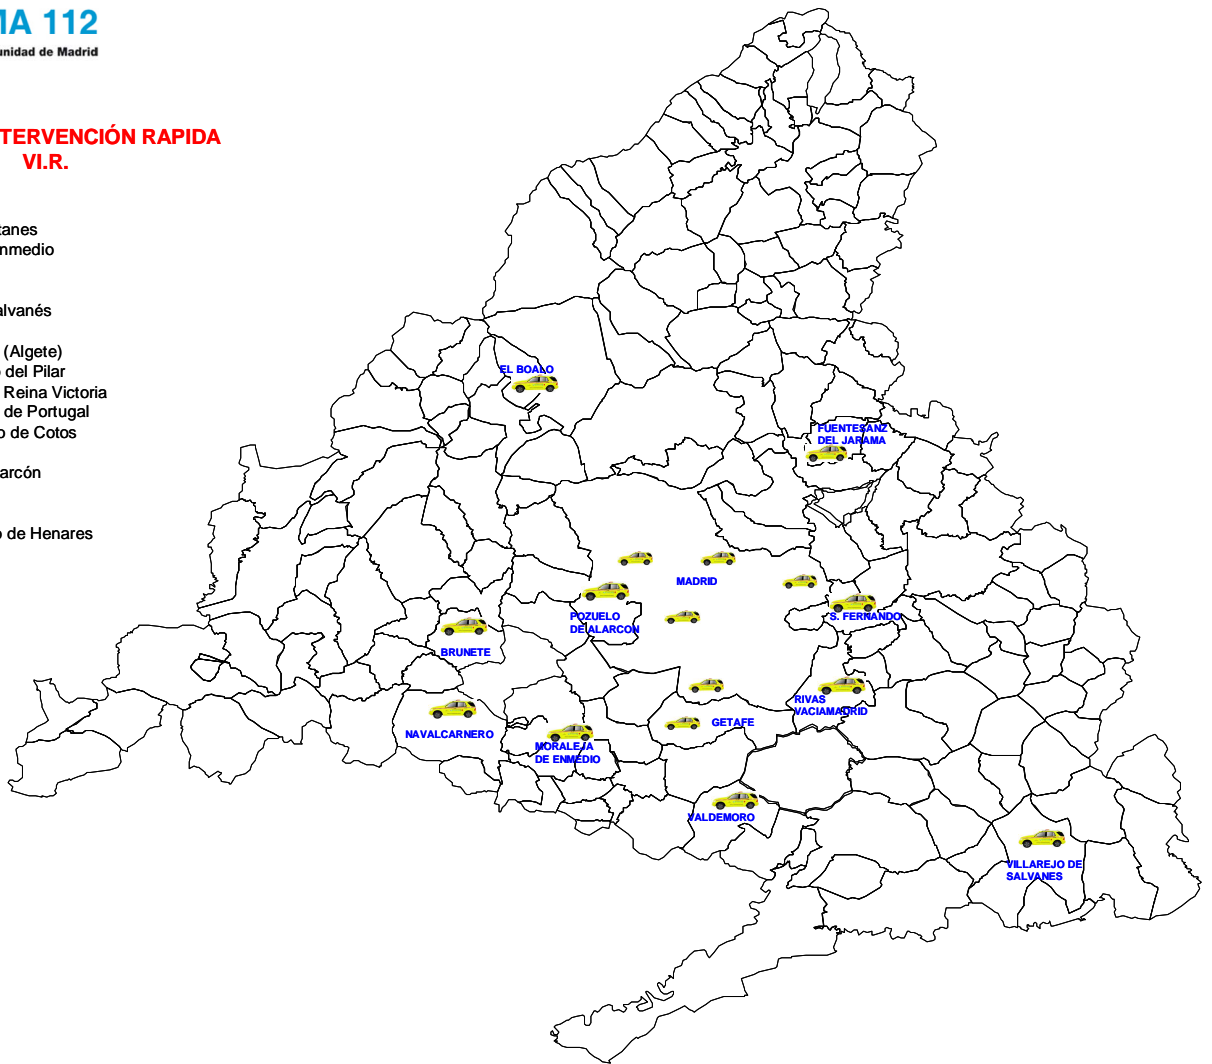 MA 112
unidad de Madrid
TERVENCIÓN RAPIDA
VI.R.
tanes
nmedio
alvanés
(Algete)
o del Pilar
Reina Victoria
de Portugal
o de Cotos
arcón
o de Henares
EL BOALO
FUENTESANZ
DEL JARAMA
MADRID
POZUELO
DE ALARCON
S. FERNANDO
BRUNETE
RIVAS
VACIAMADRID
NAVALCARNERO
GETAFE
MORALEJA
DE ENMEDIO
VALDEMORO
VILLAREJO DE
SALVANES